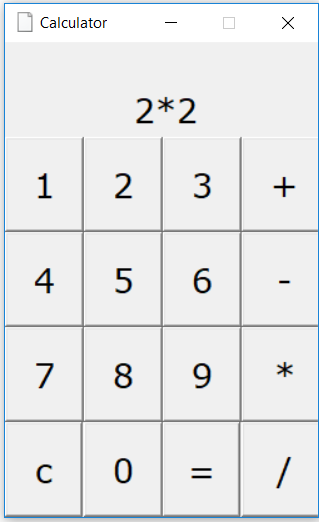 Calculator
2*2
1 2 3 +
4 5 6 -
7 8 9 *
c 0 = /